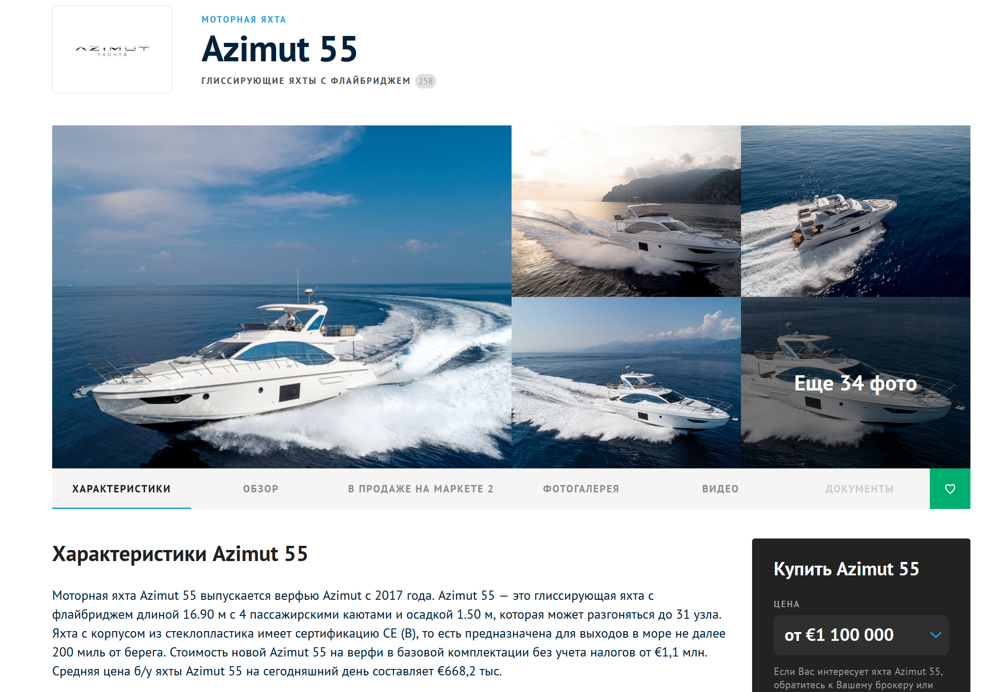 AZIMUT
YACHTS
МОТОРНАЯ ЯХТА
Azimut 55
ГЛИССИРУЮЩИЕ ЯХТЫ С ФЛАЙБРИДЖЕМ 258
Еще 34 фото
ХАРАКТЕРИСТИКИ ОБЗОР В ПРОДАЖЕ НА МАРКЕТЕ 2 ФОТОГАЛЕРЕЯ ВИДЕО ДОКУМЕНТЫ
Характеристики Azimut 55
Моторная яхта Azimut 55 выпускается верфью Azimut с 2017 года. Azimut 55 — это глиссирующая яхта с
флайбриджем длиной 16.90 м с 4 пассажирскими каютами и осадкой 1.50 м, которая может разгоняться до 31 узла.
Яхта с корпусом из стеклопластика имеет сертификацию CE (B), то есть предназначена для выходов в море не далее
200 миль от берега. Стоимость новой Azimut 55 на верфи в базовой комплектации без учета налогов от €1,1 млн.
Средняя цена б/у яхты Azimut 55 на сегодняшний день составляет €668,2 тыс.
Купить Azimut 55
ЦЕНА
от €1 100 000
Если Вас интересует яхта Azimut 55,
обратитесь к Вашему брокеру или